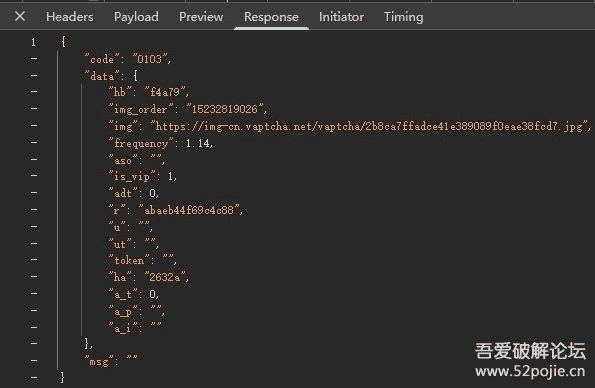 Headers Payload Preview Response Initiator Timing
1 {
"code": "0103",
"data": {
"hb": "f4a79",
"img_order": "15232819026",
"img": "https://img-cn.vaptcha.net/vaptcha/2b8ca7ffadce41e389089f0eae38fcd7.jpg",
"frequency": 1.14,
"aso": "",
"is_vip": 1,
"adt": 0,
"r": "abaeb44f69c4c88",
"u": "",
"ut": "",
"token": "",
"ha": "2632a",
"a_t": 0,
"a_p": "",
"a_i": ""
},
"msg": ""
}
吾爱破解论坛
www.52pojie.cn